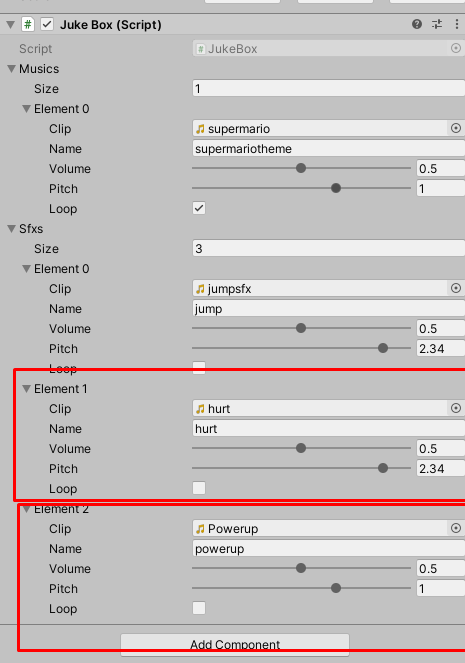 Juke Box (Script)
Script JukeBox
Musics
Size 1
Element 0
Clip supermario
Name supermariotheme
Volume 0.5
Pitch 1
Loop
Sfxs
Size 3
Element 0
Clip jumpsfx
Name jump
Volume 0.5
Pitch 2.34
Loop
Element 1
Clip hurt
Name hurt
Volume 0.5
Pitch 2.34
Loop
Element 2
Clip Powerup
Name powerup
Volume 0.5
Pitch 1
Loop
Add Component